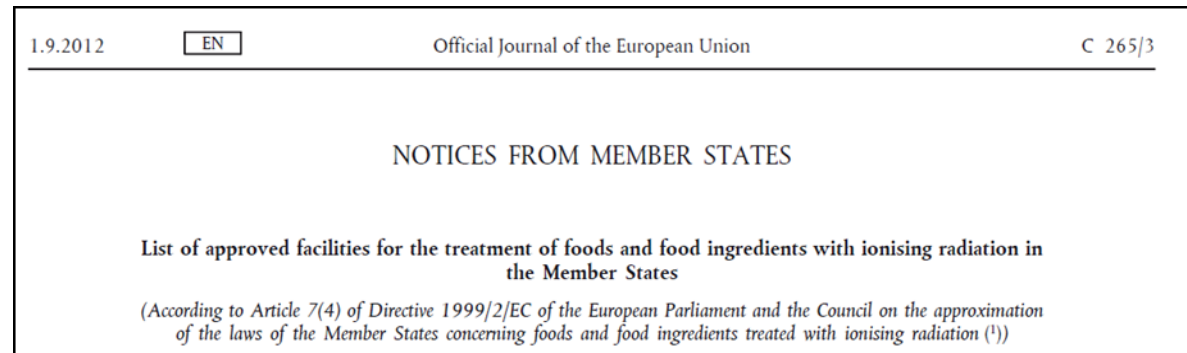 1.9.2012 EN Official Journal of the European Union C 265/3
NOTICES FROM MEMBER STATES
List of approved facilities for the treatment of foods and food ingredients with ionising radiation in
the Member States
(According to Article 7(4) of Directive 1999/2/EC of the European Parliament and the Council on the approximation
of the laws of the Member States concerning foods and food ingredients treated with ionising radiation (¹))